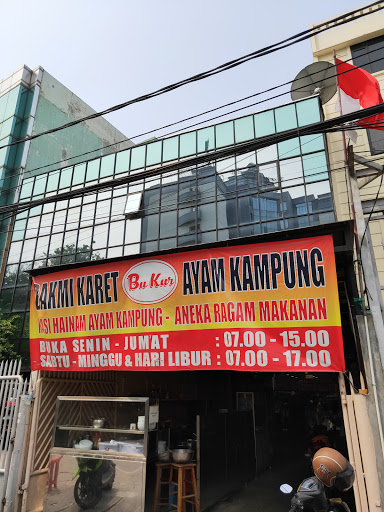 BAKMI KARET Bu Kur AYAM KAMPUNG
NASI HAINAM AYAM KAMPUNG - ANEKA RAGAM MAKANAN
BUKA SENIN - JUMAT : 07.00 - 15.00
SABTU - MINGGU & HARI LIBUR : 07.00 - 17.00